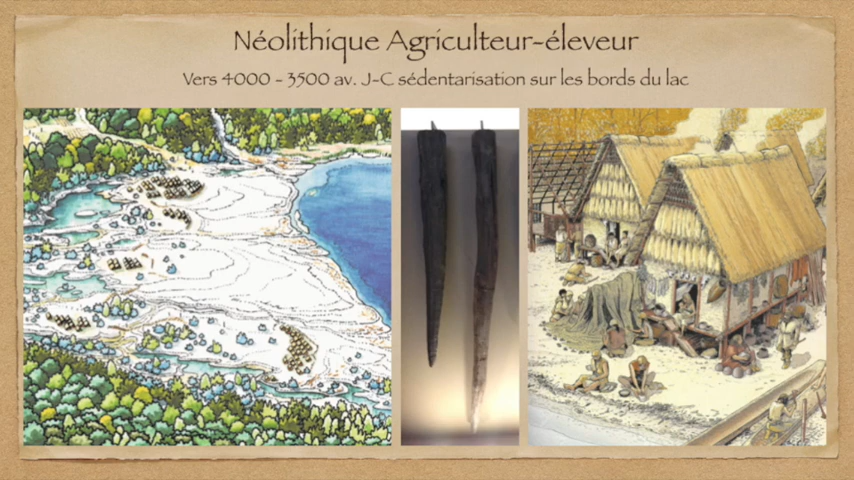 Néolithique Agriculteur-éleveur
Vers 4000 - 3500 av. J-C sédentarisation sur les bords du lac